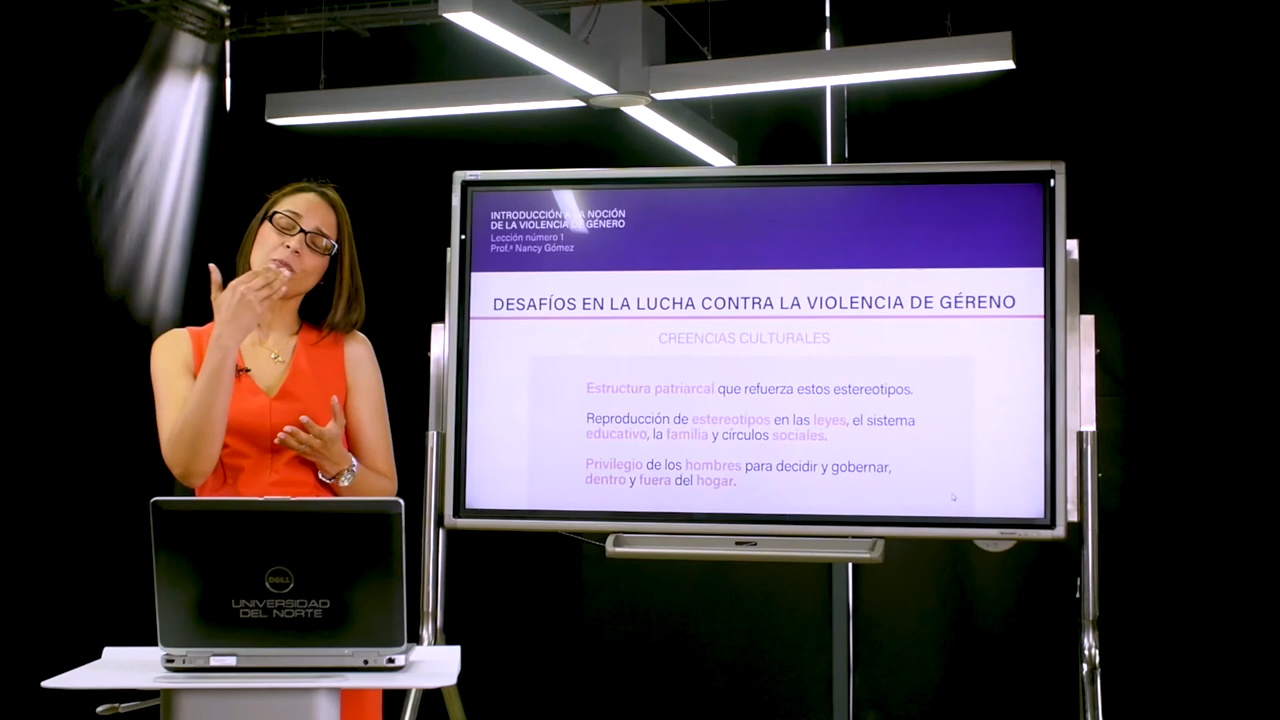 INTRODUCCIÓN A LA NOCIÓN
DE LA VIOLENCIA DE GÉNERO
Lección número 1
Prof.ª Nancy Gómez
DESAFÍOS EN LA LUCHA CONTRA LA VIOLENCIA DE GÉRENO
CREENCIAS CULTURALES
Estructura patriarcal que refuerza estos estereotipos.
Reproducción de estereotipos en las leyes, el sistema
educativo, la familia y círculos sociales.
Privilegio de los hombres para decidir y gobernar,
dentro y fuera del hogar.
DELL
UNIVERSIDAD
DEL NORTE